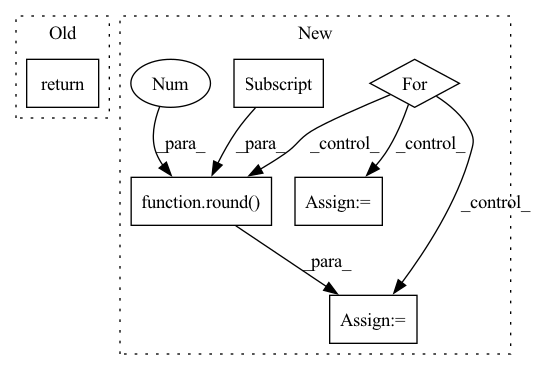 Old
New
return
Num
Subscript
For
_para_
_para_
_control_
_control_
function.round()
Assign:=
_control_
_para_
Assign:=